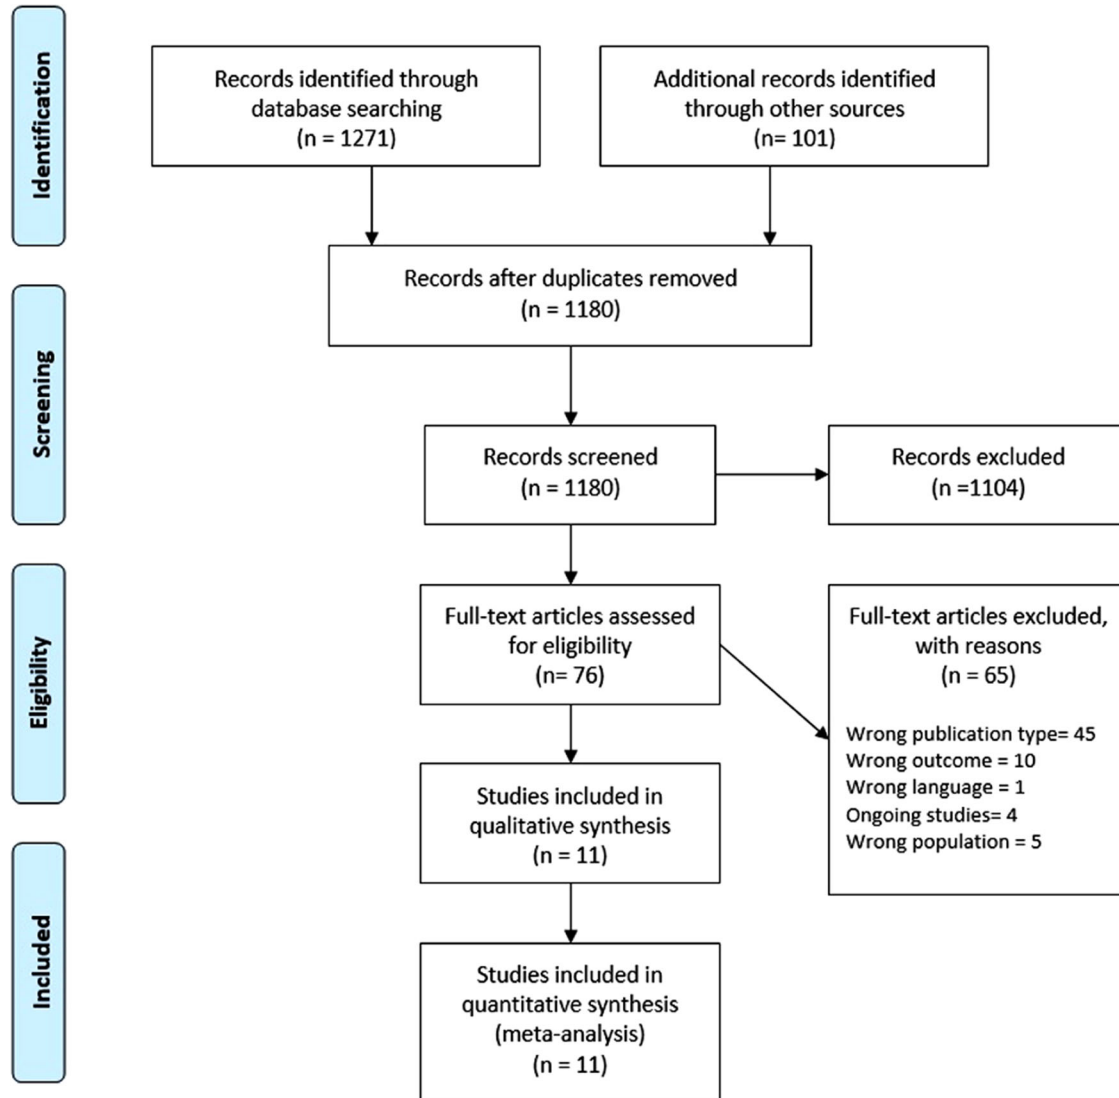 Identification
Records identified through
database searching
(n = 1271)
Additional records identified
through other sources
(n= 101)
Records after duplicates removed
(n = 1180)
Screening
Records screened
(n = 1180)
Records excluded
(n =1104)
Eligibility
Full-text articles assessed
for eligibility
(n= 76)
Full-text articles excluded,
with reasons
(n = 65)
Wrong publication type= 45
Wrong outcome = 10
Wrong language = 1
Ongoing studies= 4
Wrong population = 5
Studies included in
qualitative synthesis
(n = 11)
Included
Studies included in
quantitative synthesis
(meta-analysis)
(n = 11)